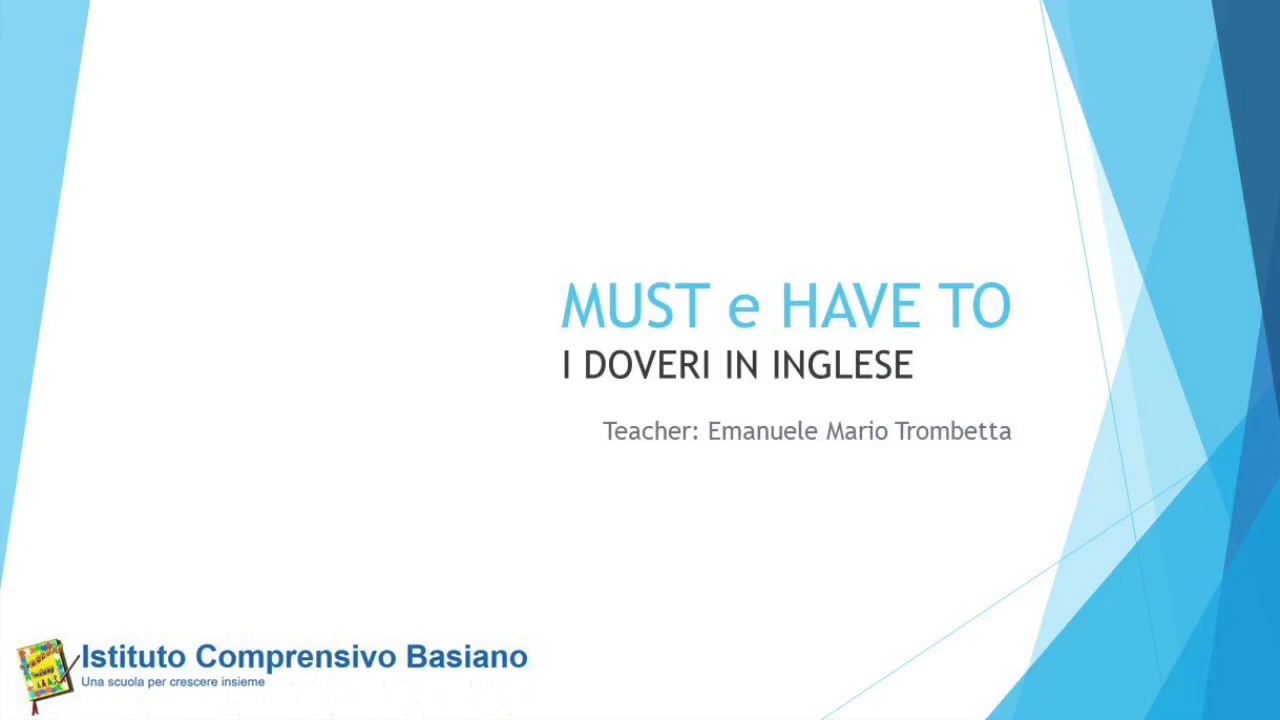 MUST e HAVE TO
I DOVERI IN INGLESE
Teacher: Emanuele Mario Trombetta
Istituto Comprensivo Basiano
Una scuola per crescere insieme